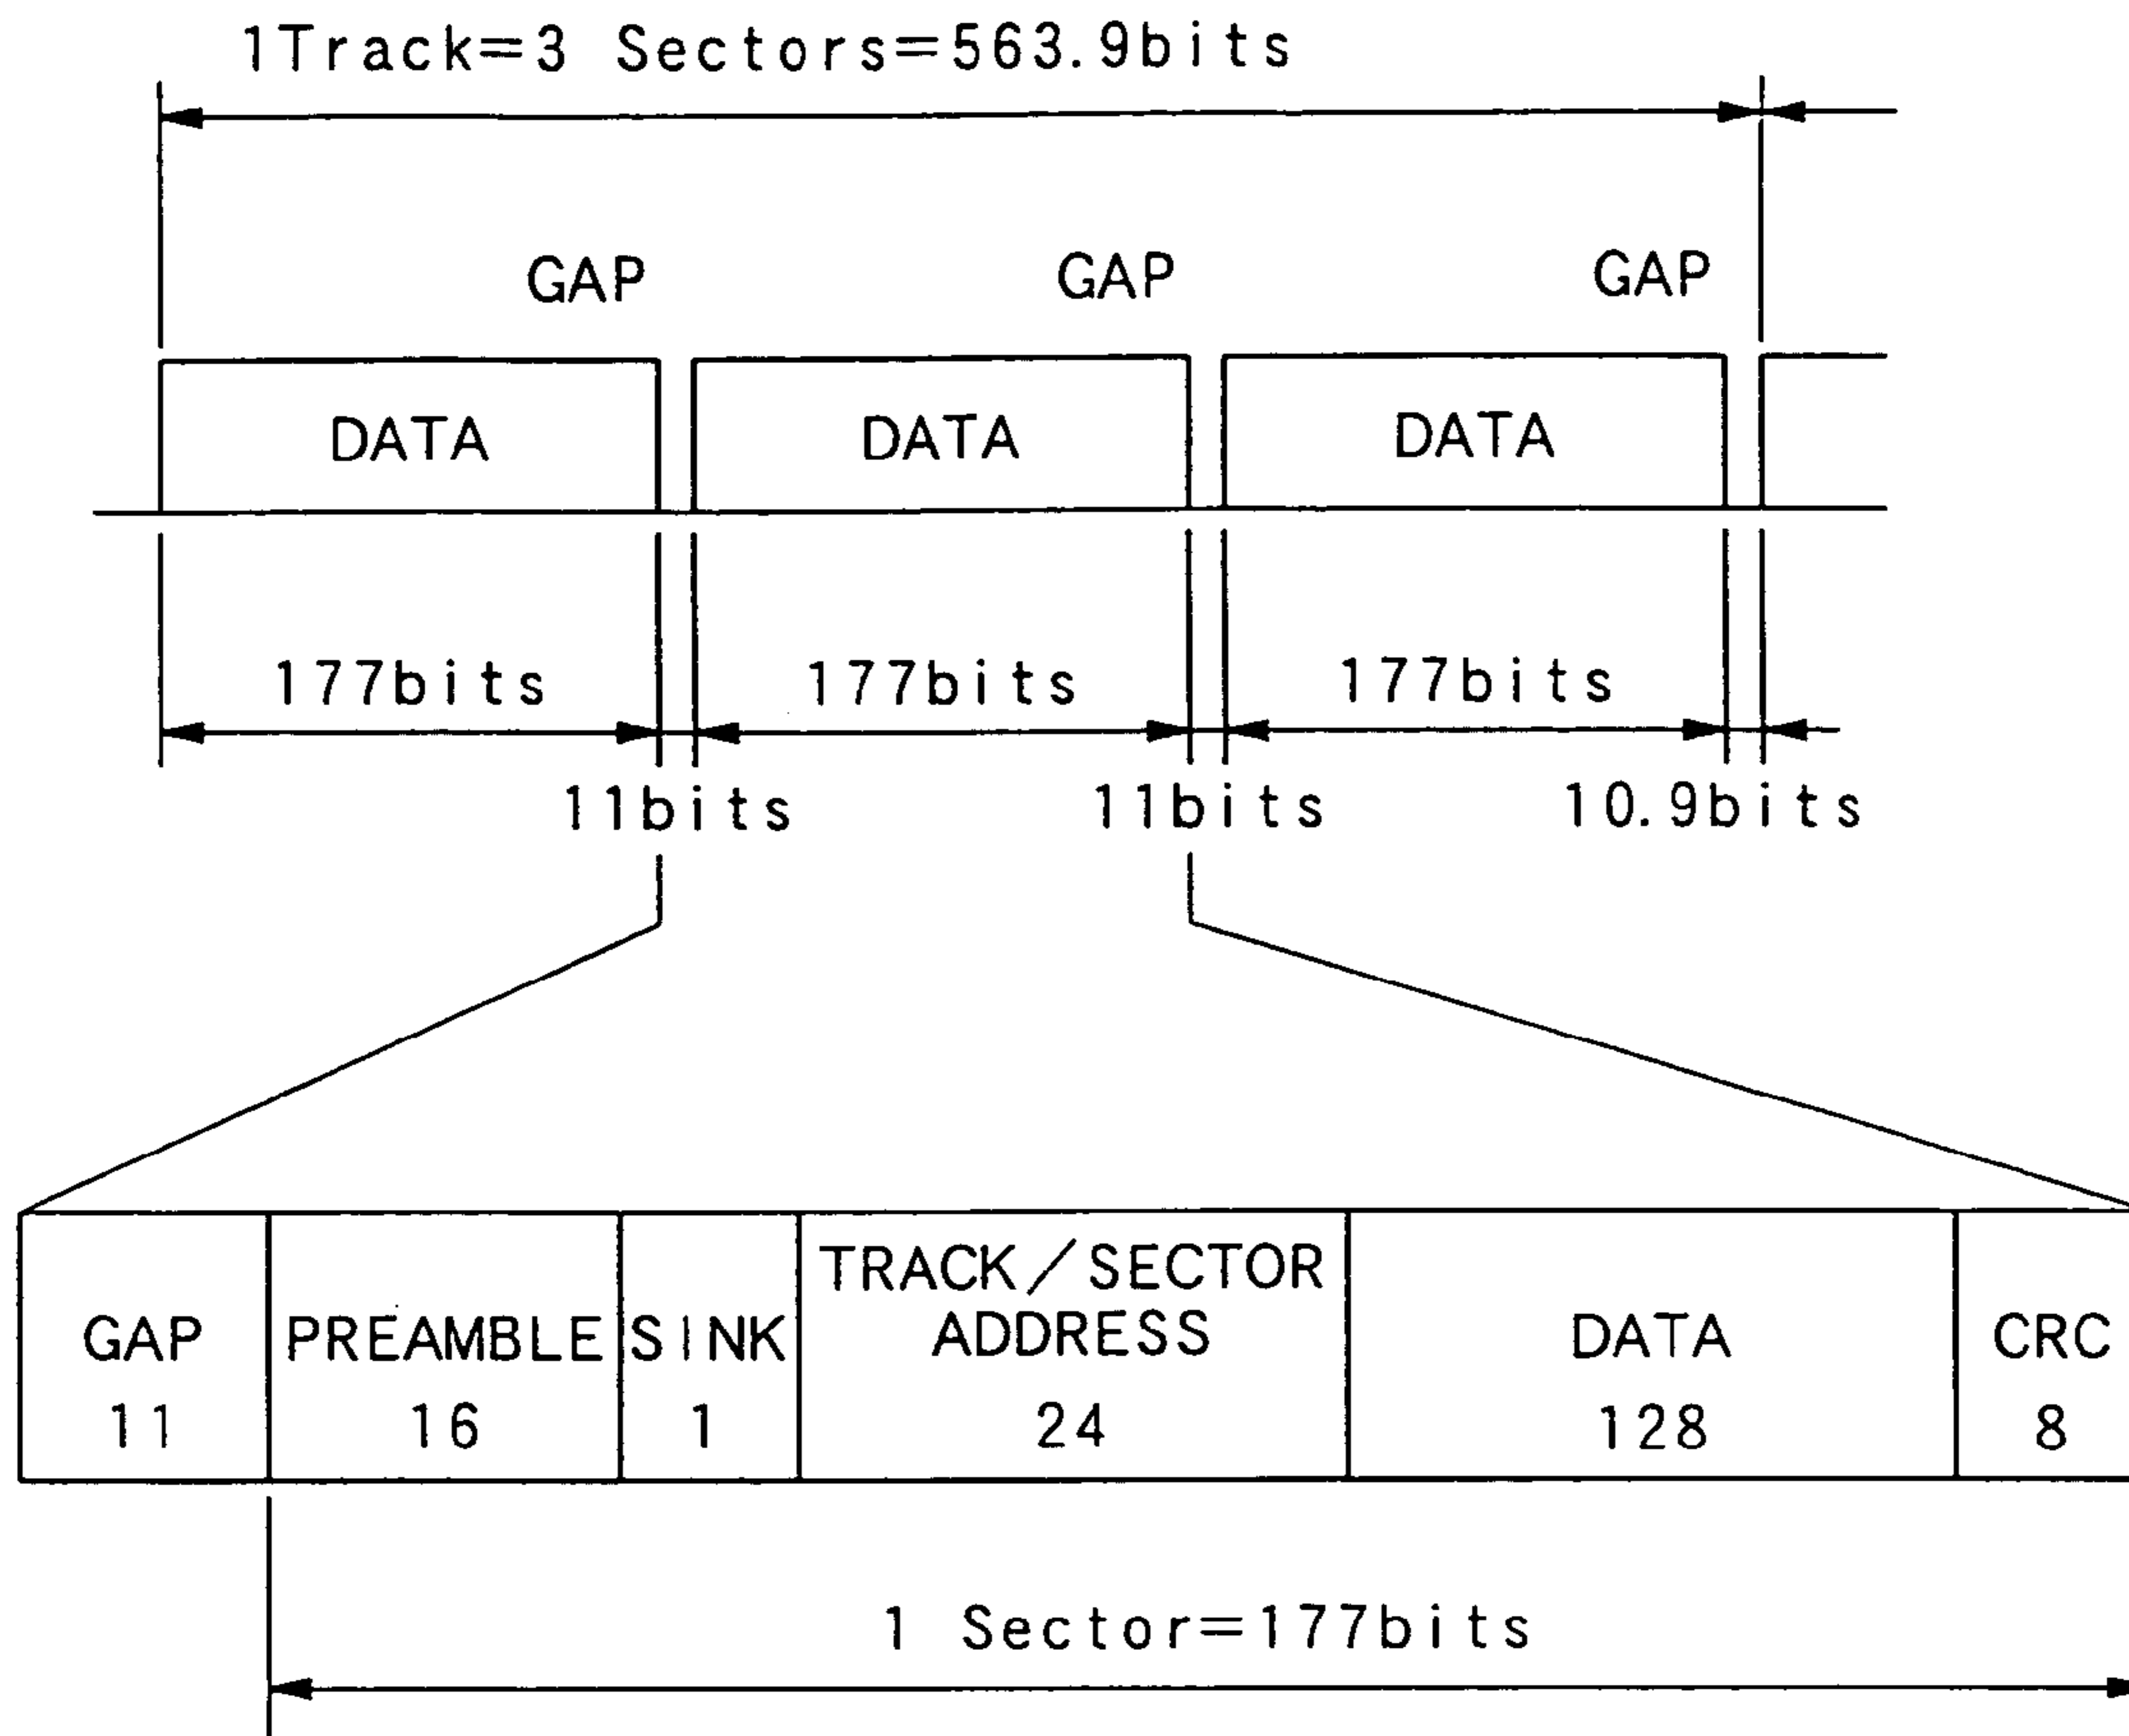 1Track=3 Sectors=563.9bits
GAP GAP GAP
DATA DATA DATA
177bits 177bits 177bits
11bits 11bits 10.9bits
TRACK/SECTOR
GAP PREAMBLE SINK ADDRESS DATA CRC
11 16 1 24 128 8
1 Sector=177bits